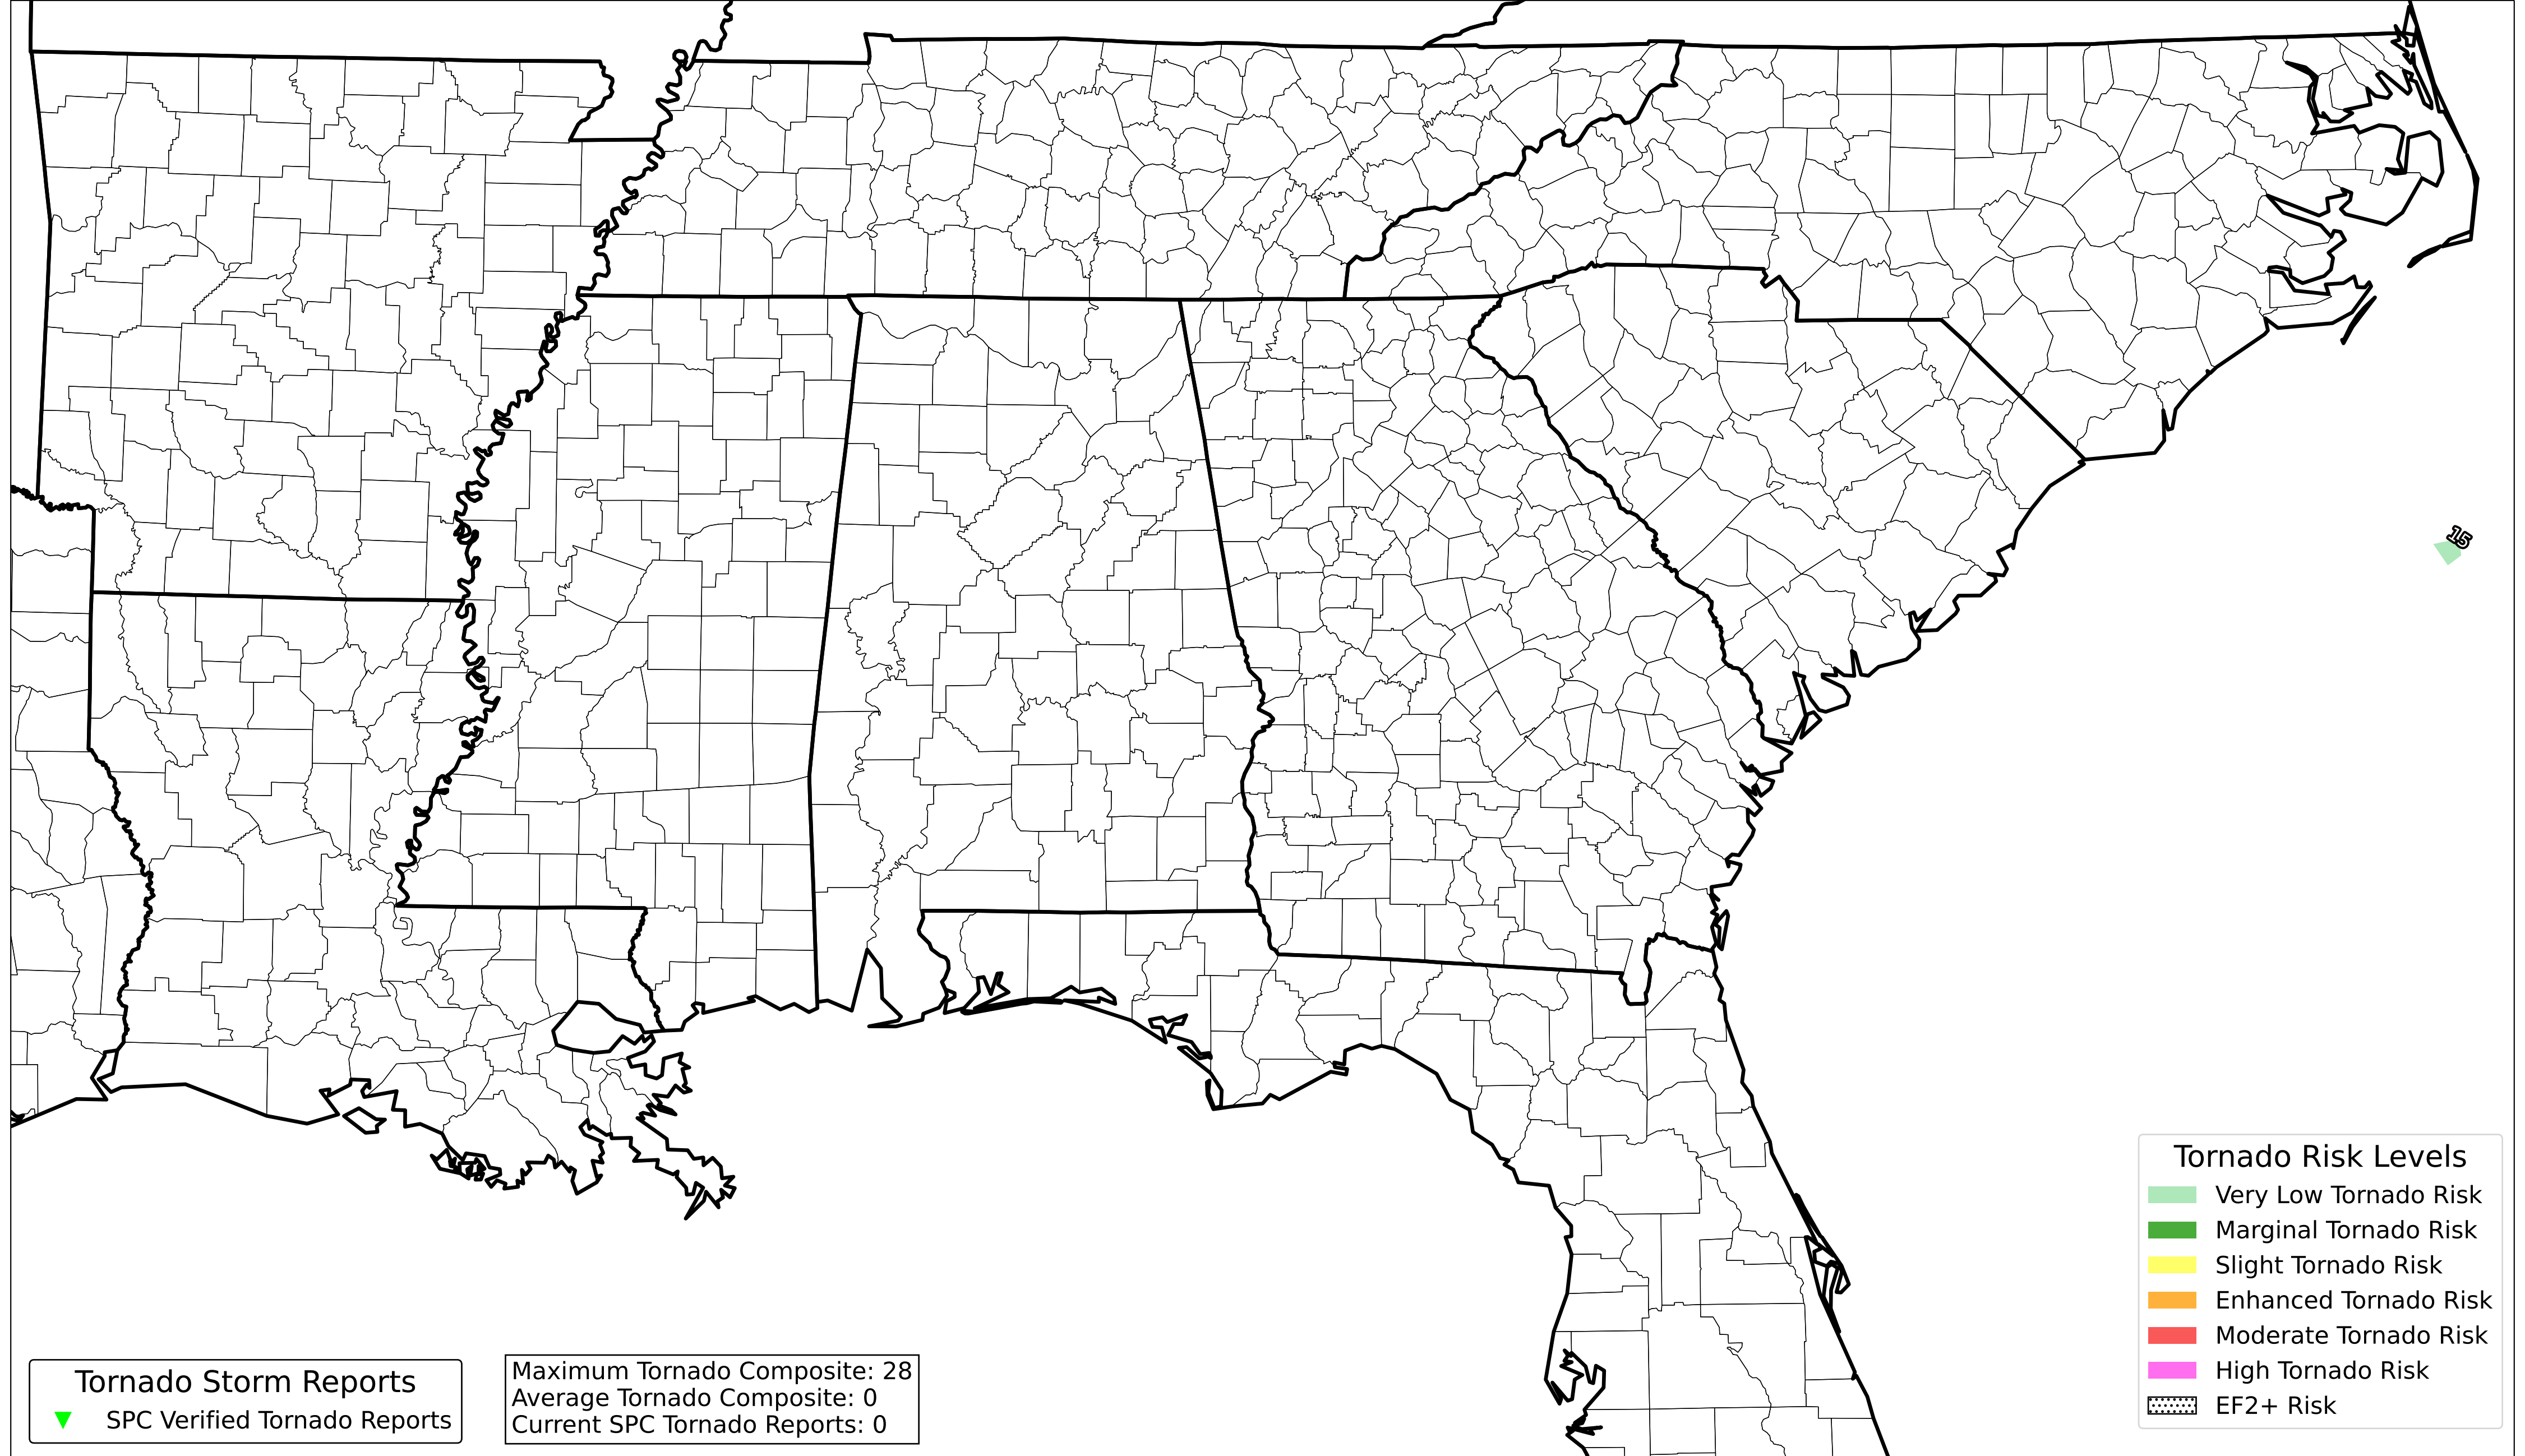 15
Tornado Risk Levels
Very Low Tornado Risk
Marginal Tornado Risk
Slight Tornado Risk
Enhanced Tornado Risk
Moderate Tornado Risk
High Tornado Risk
EF2+ Risk
Tornado Storm Reports
SPC Verified Tornado Reports
Maximum Tornado Composite: 28
Average Tornado Composite: 0
Current SPC Tornado Reports: 0